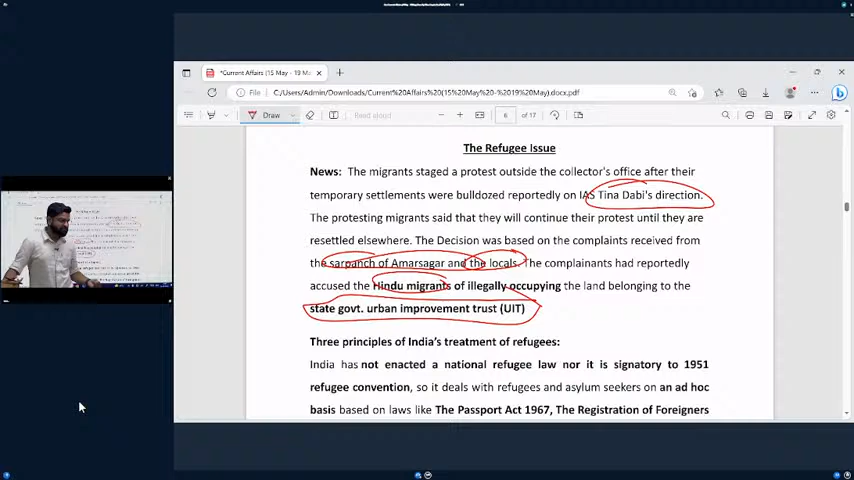 *Current Affairs (15 May - 19 M
File
C:/Users/Admin/Downloads/Current%20Affairs%20(15%20May%20-%2019%20May).docx.pdf
Draw
Read aloud
6 of 17
The Refugee Issue
News: The migrants staged a protest outside the collector's office after their
temporary settlements were bulldozed reportedly on IAS Tina Dabi's direction.
The protesting migrants said that they will continue their protest until they are
resettled elsewhere. The Decision was based on the complaints received from
the sarpanch of Amarsagar and the locals. The complainants had reportedly
accused the Hindu migrants of illegally occupying the land belonging to the
state govt. urban improvement trust (UIT)
Three principles of India's treatment of refugees:
India has not enacted a national refugee law nor it is signatory to 1951
refugee convention, so it deals with refugees and asylum seekers on an ad hoc
basis based on laws like The Passport Act 1967, The Registration of Foreigners